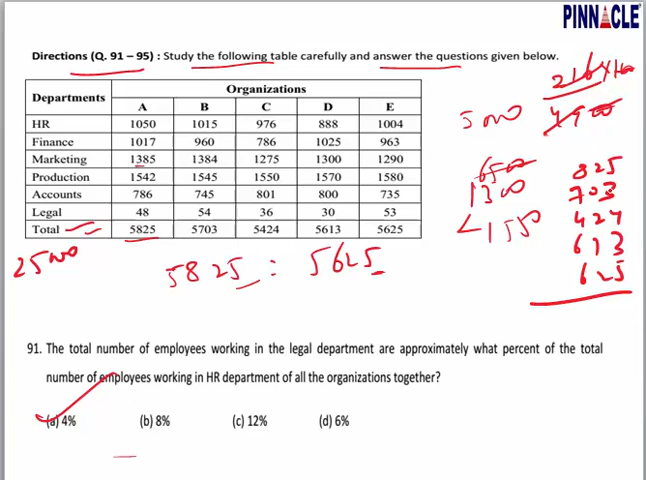 PINNACLE
Directions (Q. 91 – 95) : Study the following table carefully and answer the questions given below.
Departments Organizations
A B C D E
HR 1050 1015 976 888 1004
Finance 1017 960 786 1025 963
Marketing 1385 1384 1275 1300 1290
Production 1542 1545 1550 1570 1580
Accounts 786 745 801 800 735
Legal 48 54 36 30 53
Total 5825 5703 5424 5613 5625
5825 : 5625
1300
<1550
825
703
424
613
625
91. The total number of employees working in the legal department are approximately what percent of the total
number of employees working in HR department of all the organizations together?
(a) 4% (b) 8% (c) 12% (d) 6%